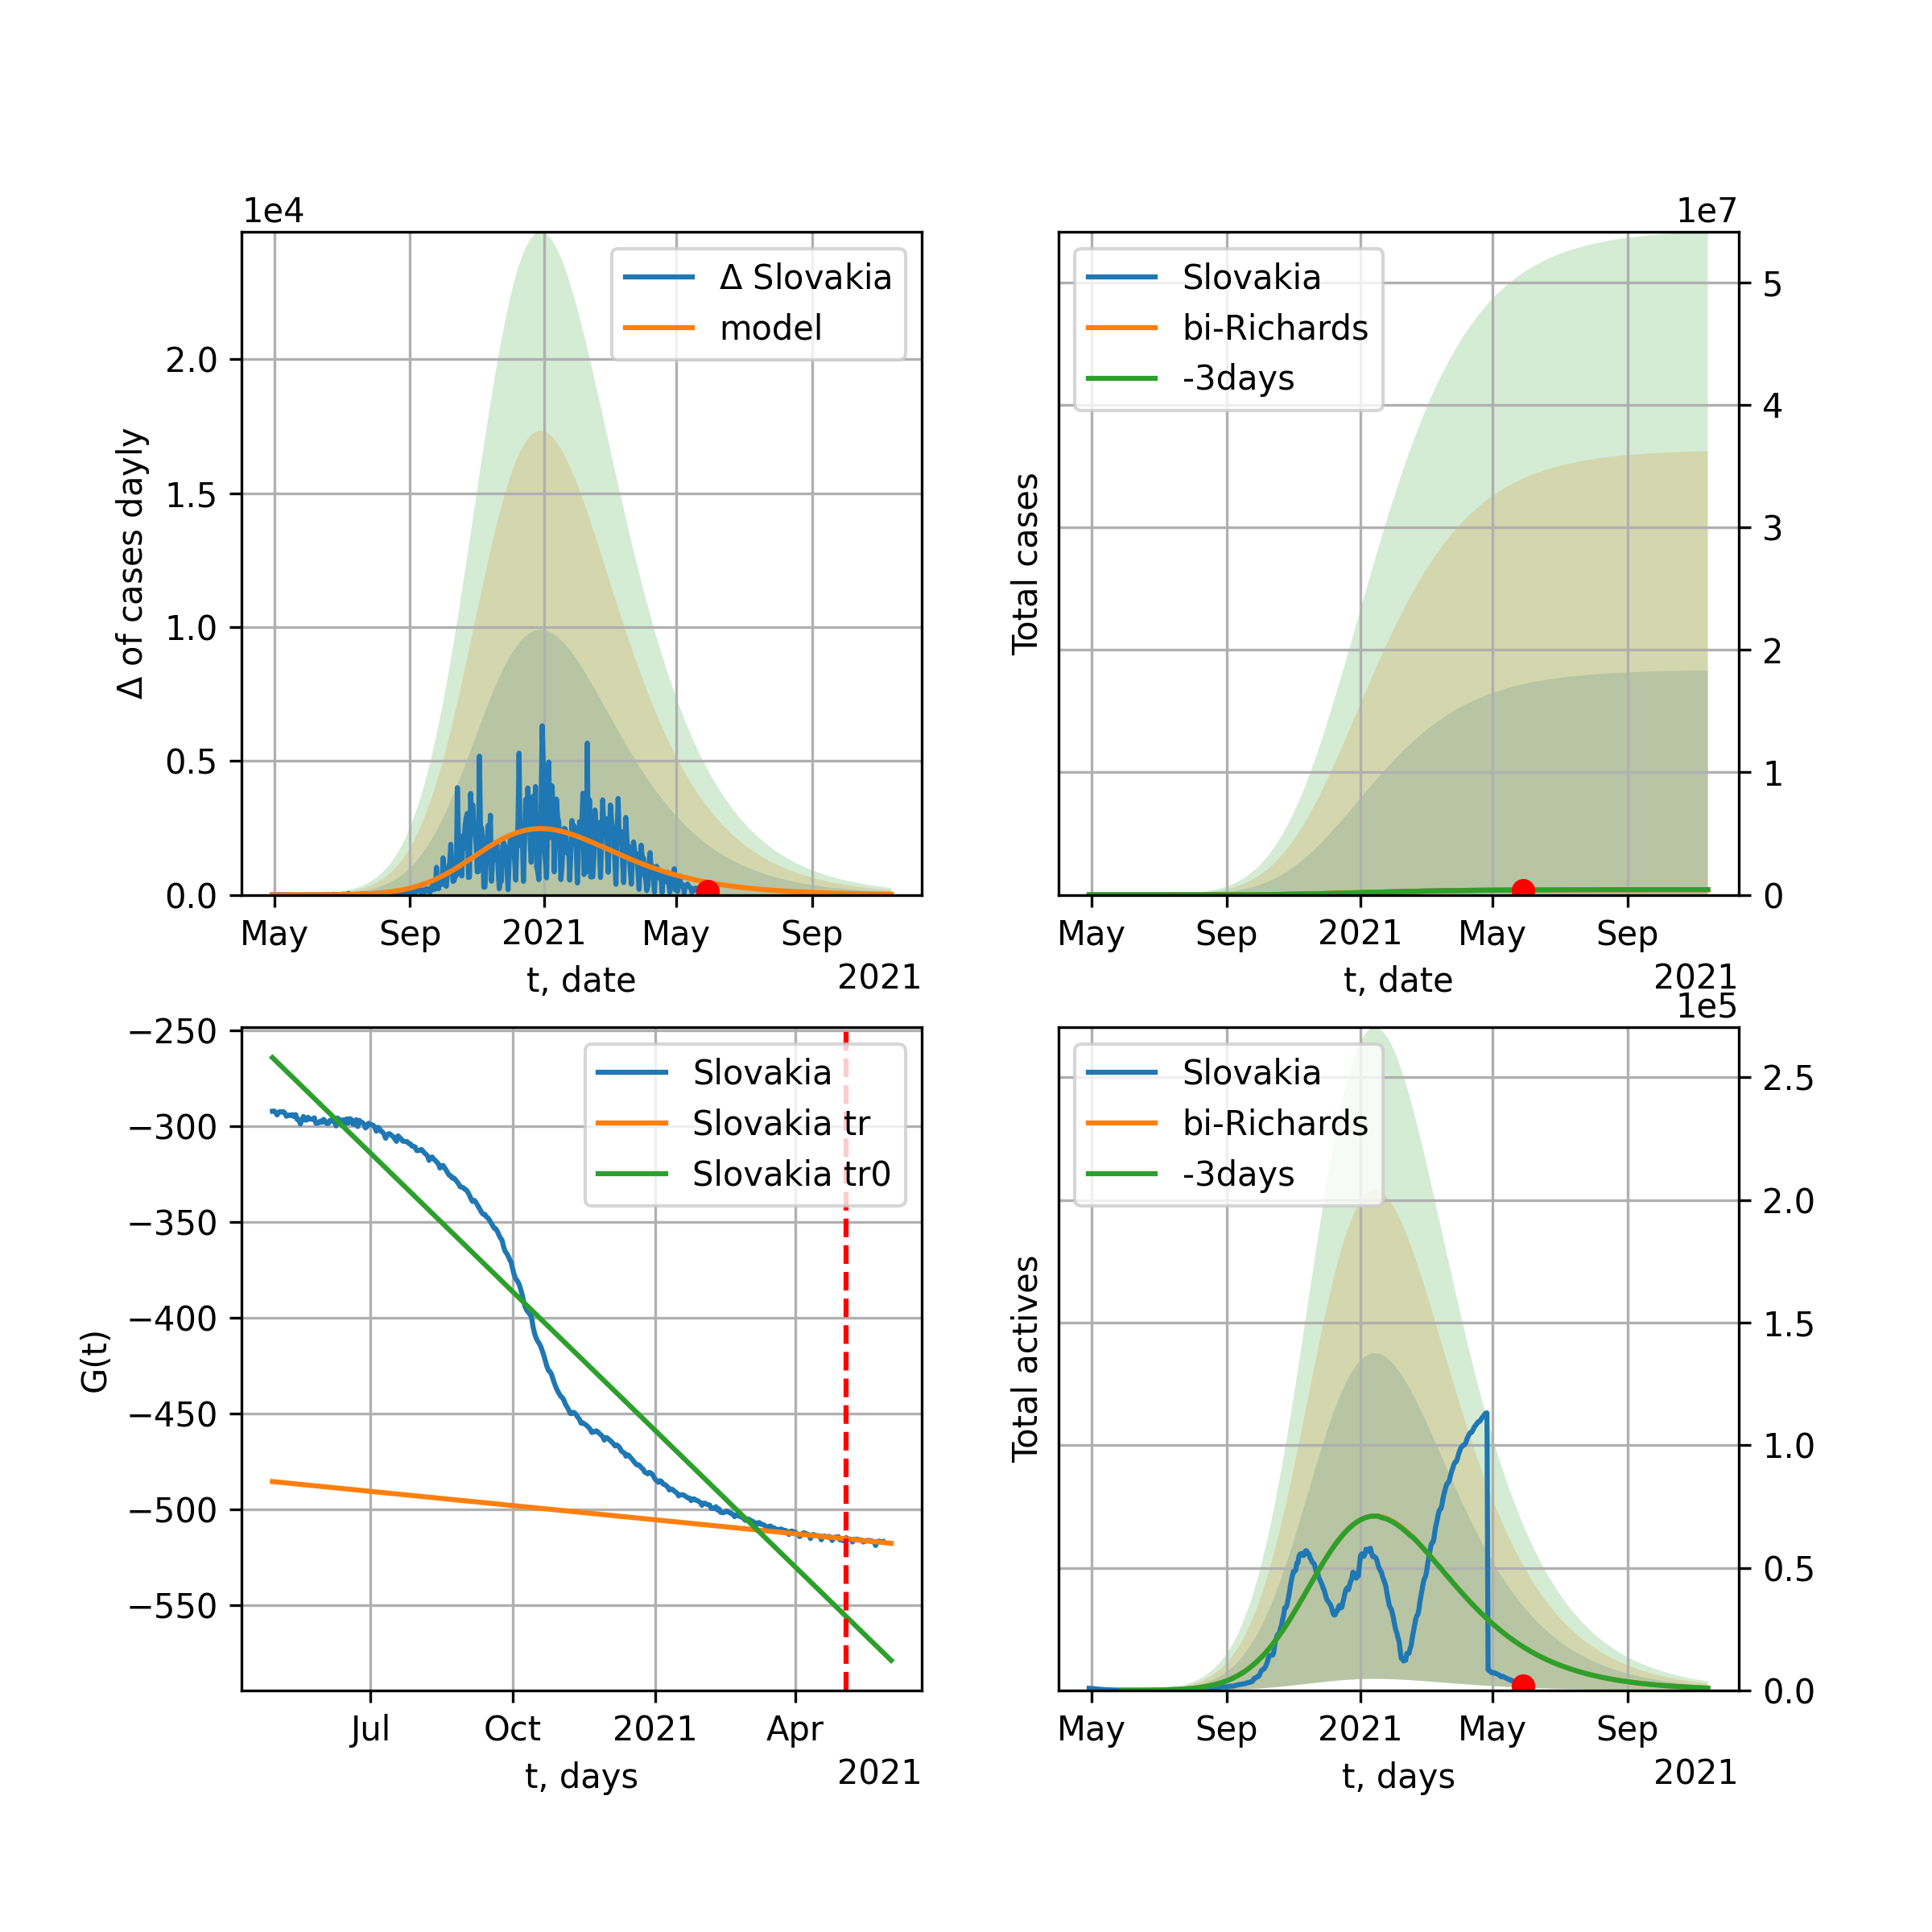 1e4
Δ of cases dayly
2.0
1.5
1.0
0.5
0.0
Δ Slovakia
model
May Sep 2021 May Sep
t, date
2021
1e7
Total cases
Slovakia
bi-Richards
-3days
5
4
3
2
1
0
May Sep 2021 May Sep
t, date
2021
G(t)
−250
−300
−350
−400
−450
−500
−550
Slovakia
Slovakia tr
Slovakia tr0
Jul Oct 2021 Apr
t, days
2021
1e5
Total actives
Slovakia
bi-Richards
-3days
2.5
2.0
1.5
1.0
0.5
0.0
May Sep 2021 May Sep
t, days
2021